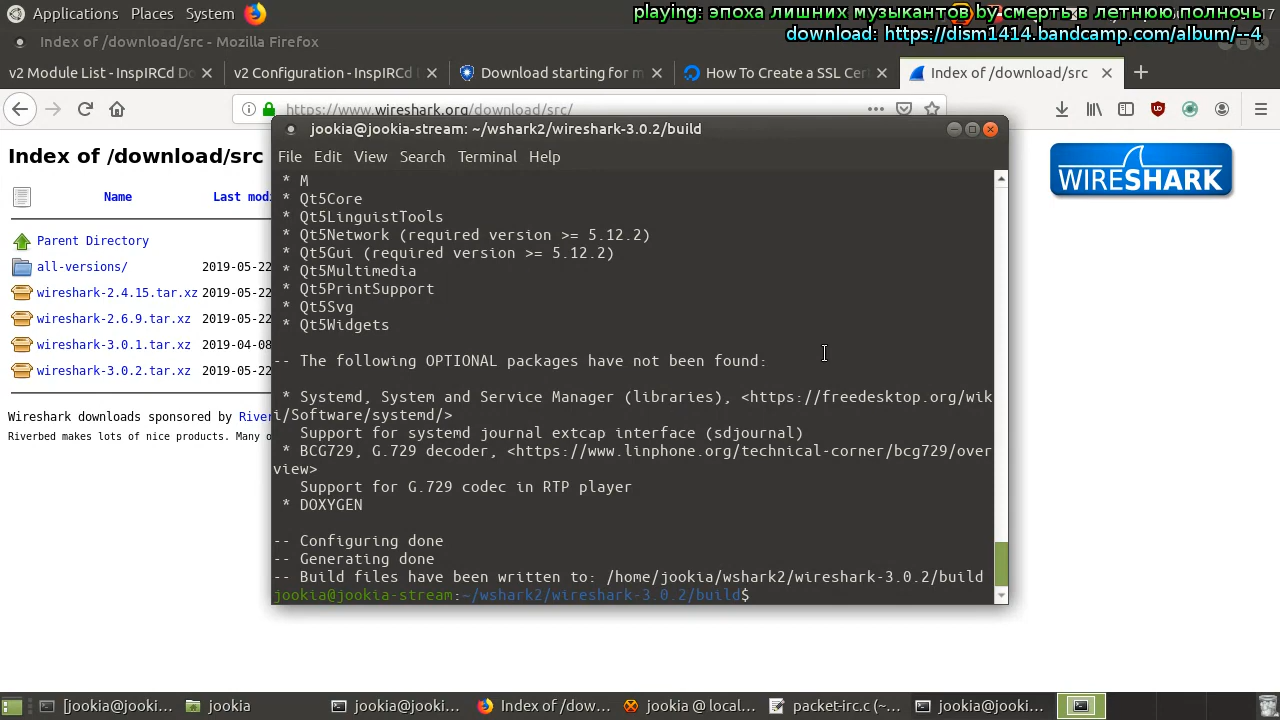 Applications Places System
playing: эпоха лишних музыкантов by смерть в летнюю полночь
17
download: https://dism1414.bandcamp.com/album/--4
Index of /download/src - Mozilla Firefox
v2 Module List - InspIRCd Do
v2 Configuration - InspIRCd
Download starting for m
How To Create a SSL Cert
Index of /download/src
https://www.wireshark.org/download/src/
jookia@jookia-stream: ~/wshark2/wireshark-3.0.2/build
File Edit View Search Terminal Help
Index of /download/src
WIRESHARK
Name Last modi
Parent Directory
all-versions/ 2019-05-22
wireshark-2.4.15.tar.xz 2019-05-22
wireshark-2.6.9.tar.xz 2019-05-22
wireshark-3.0.1.tar.xz 2019-04-08
wireshark-3.0.2.tar.xz 2019-05-22
Wireshark downloads sponsored by River
Riverbed makes lots of nice products. Many o
* M
* Qt5Core
* Qt5LinguistTools
* Qt5Network (required version >= 5.12.2)
* Qt5Gui (required version >= 5.12.2)
* Qt5Multimedia
* Qt5PrintSupport
* Qt5Svg
* Qt5Widgets
-- The following OPTIONAL packages have not been found:
* Systemd, System and Service Manager (libraries), <https://freedesktop.org/wik
i/Software/systemd/>
Support for systemd journal extcap interface (sdjournal)
* BCG729, G.729 decoder, <https://www.linphone.org/technical-corner/bcg729/over
view>
Support for G.729 codec in RTP player
* DOXYGEN
-- Configuring done
-- Generating done
-- Build files have been written to: /home/jookia/wshark2/wireshark-3.0.2/build
jookia@jookia-stream:~/wshark2/wireshark-3.0.2/build$
[jookia@jooki...
jookia
jookia@jooki...
Index of /dow...
jookia @ local...
packet-irc.c (~...
jookia@jooki...